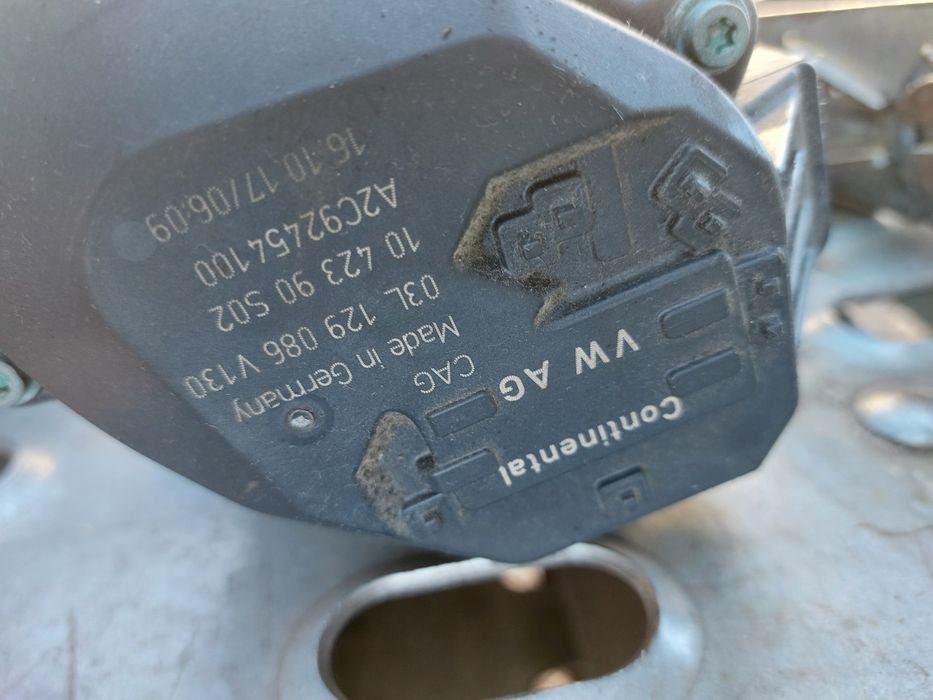 Continental
VW AG
CAG
Made in Germany
03L 129 086 V130
10 423 90 S02
A2C92454100
16:10 17/06:09